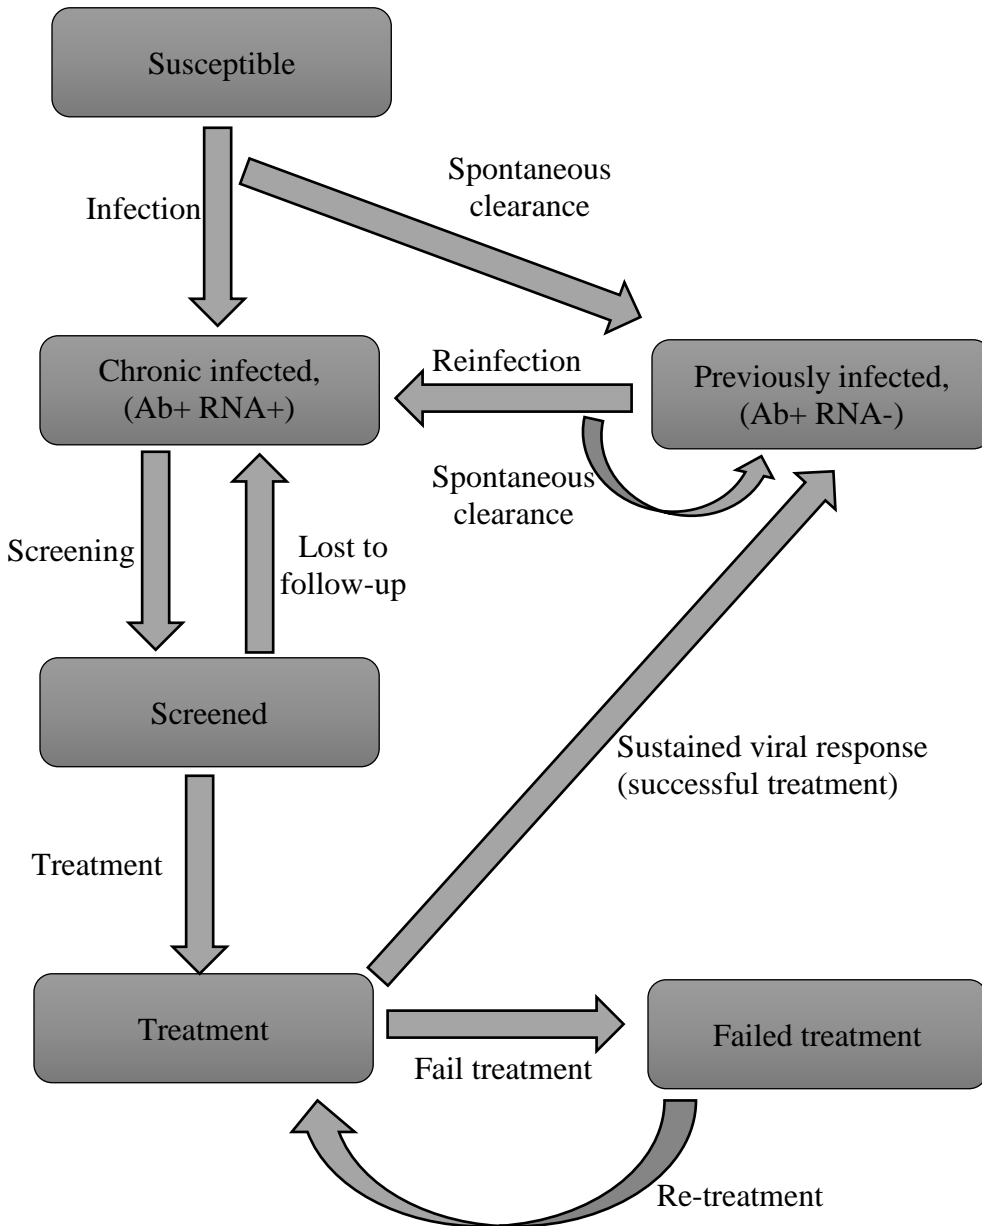 Susceptible
Spontaneous
clearance
Infection
Chronic infected,
(Ab+ RNA+)
Reinfection
Previously infected,
(Ab+ RNA-)
Spontaneous
clearance
Screening
Lost to
follow-up
Screened
Sustained viral response
(successful treatment)
Treatment
Treatment
Fail treatment
Failed treatment
Re-treatment